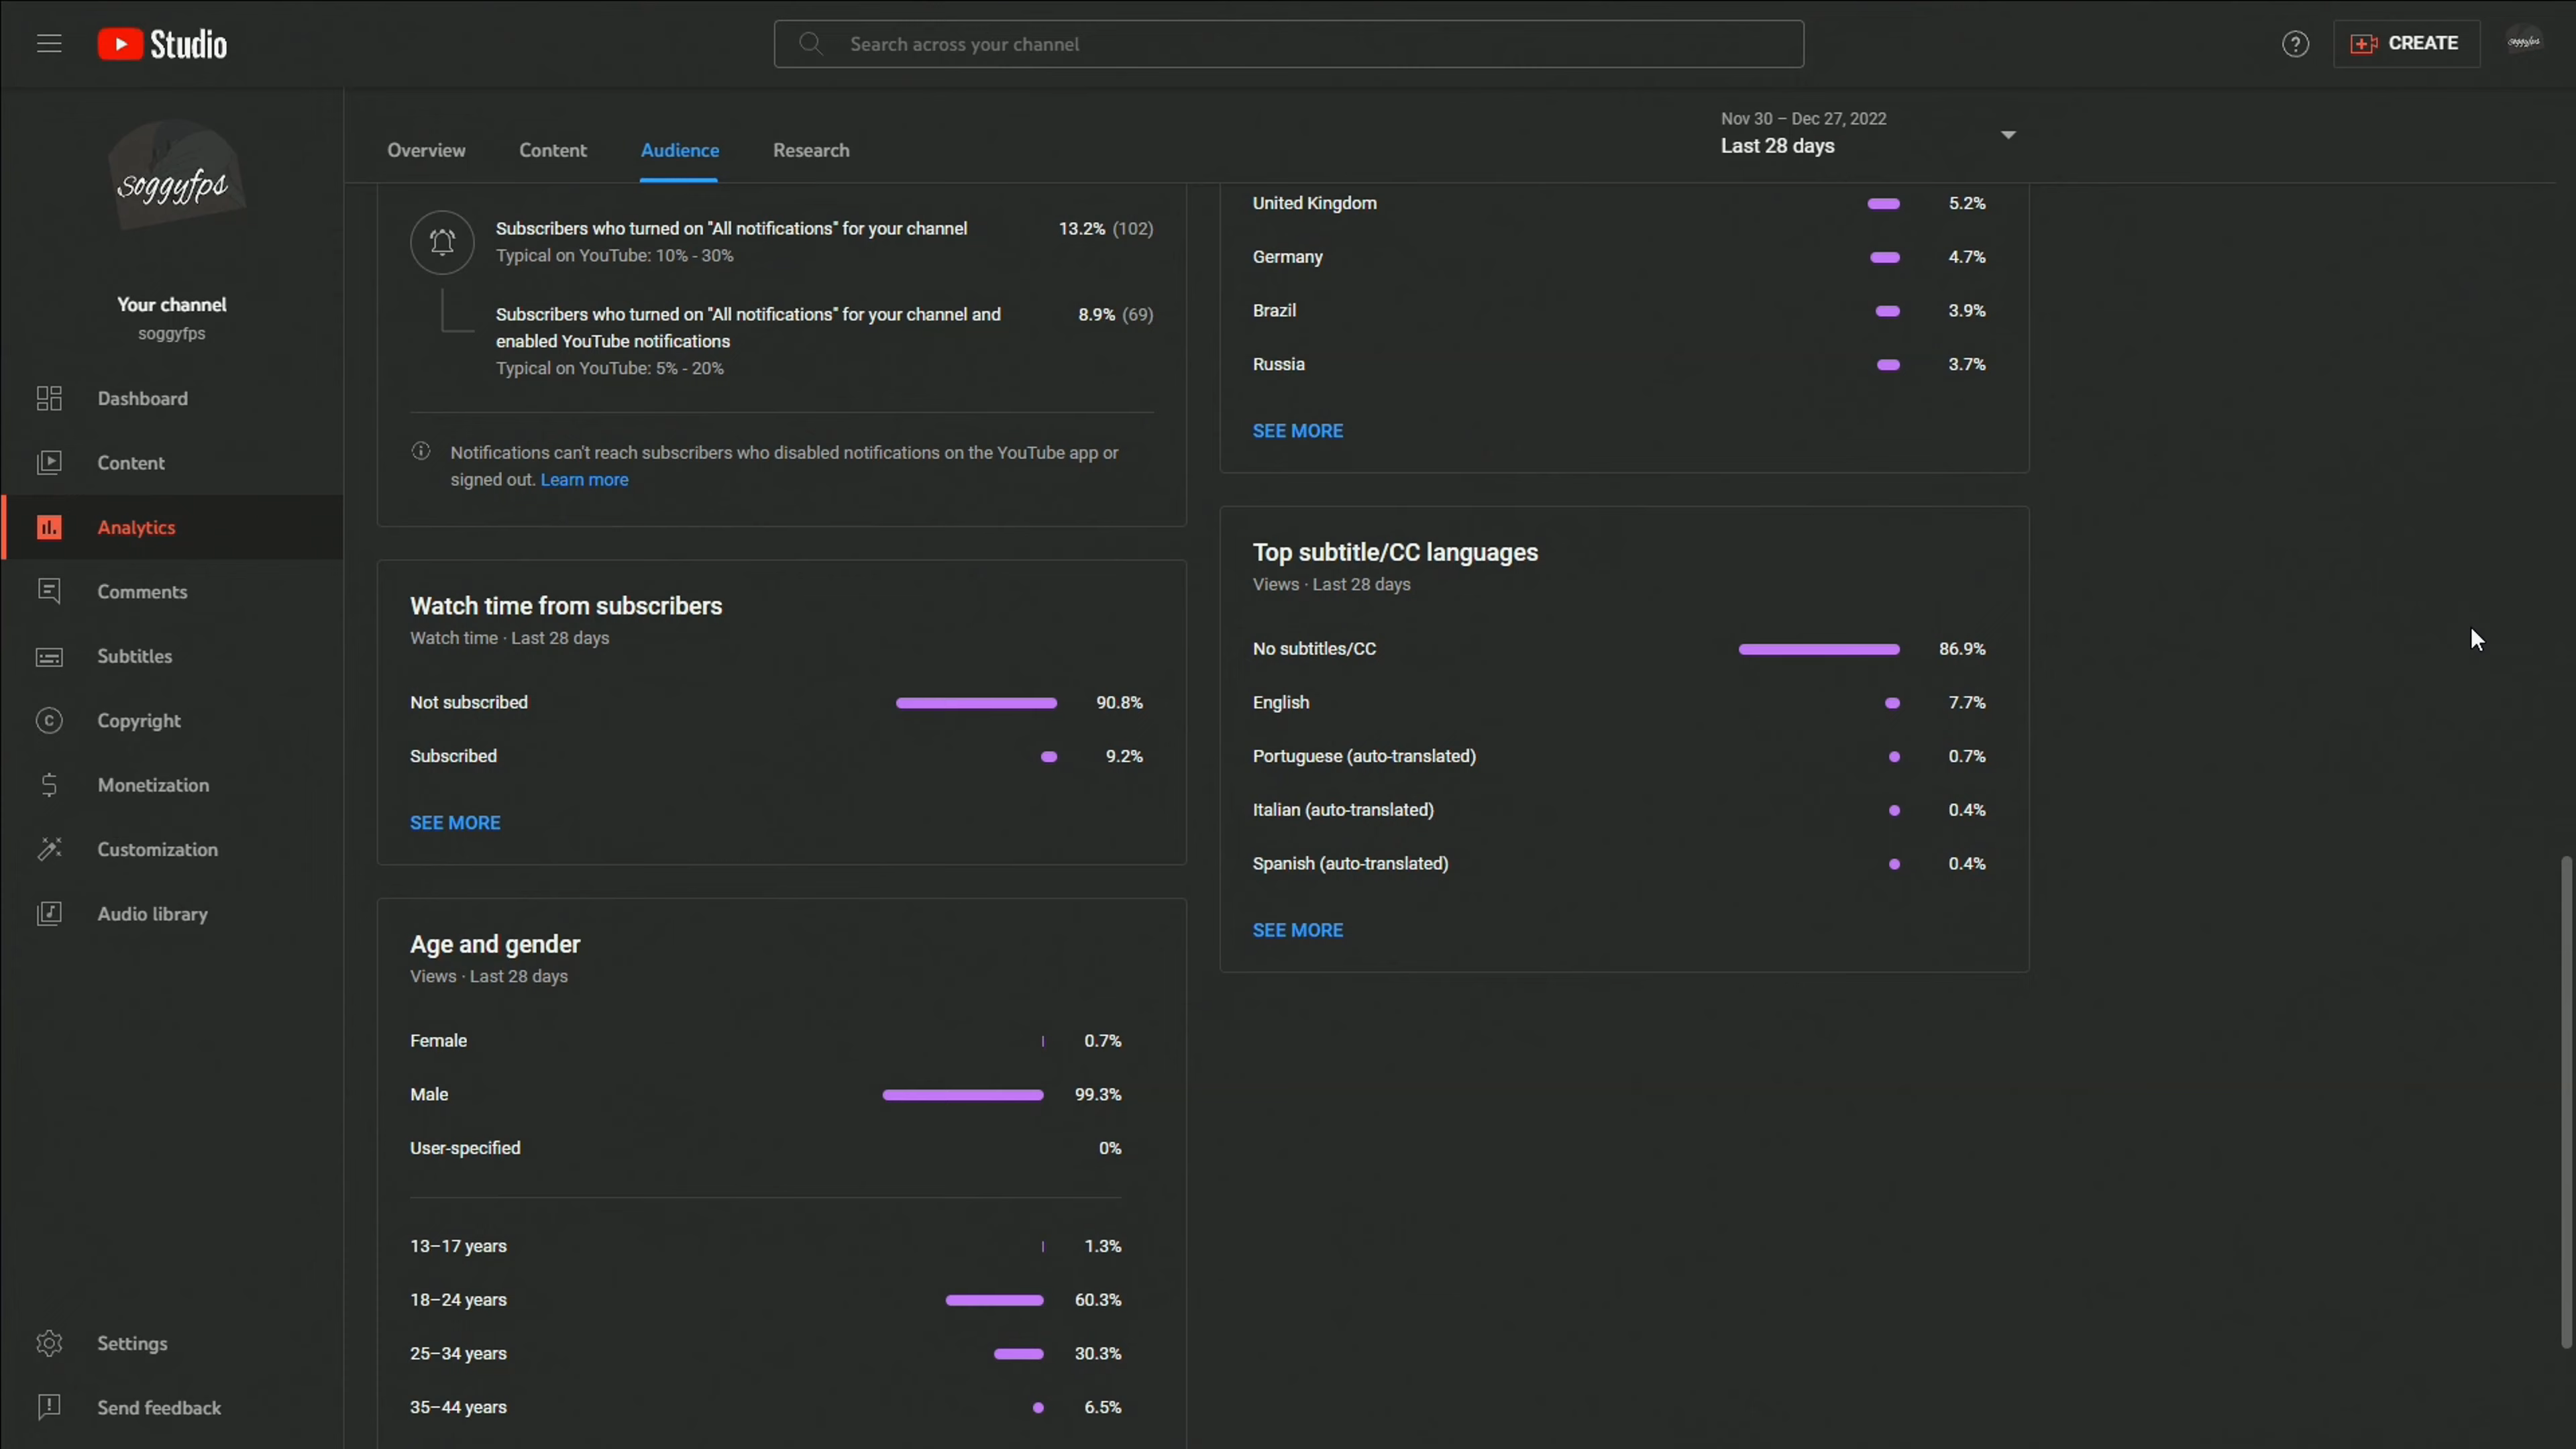 Studio
Search across your channel
CREATE
soggyfps
soggyfps
Your channel
soggyfps
Dashboard
Content
Analytics
Comments
Subtitles
Copyright
Monetization
Customization
Audio library
Settings
Send feedback
Overview Content Audience Research
Nov 30 – Dec 27, 2022
Last 28 days
Subscribers who turned on "All notifications" for your channel 13.2% (102)
Typical on YouTube: 10% - 30%
Subscribers who turned on "All notifications" for your channel and 8.9% (69)
enabled YouTube notifications
Typical on YouTube: 5% - 20%
Notifications can't reach subscribers who disabled notifications on the YouTube app or
signed out. Learn more
Watch time from subscribers
Watch time · Last 28 days
Not subscribed 90.8%
Subscribed 9.2%
SEE MORE
Age and gender
Views · Last 28 days
Female 0.7%
Male 99.3%
User-specified 0%
13–17 years 1.3%
18–24 years 60.3%
25–34 years 30.3%
35–44 years 6.5%
United Kingdom 5.2%
Germany 4.7%
Brazil 3.9%
Russia 3.7%
SEE MORE
Top subtitle/CC languages
Views · Last 28 days
No subtitles/CC 86.9%
English 7.7%
Portuguese (auto-translated) 0.7%
Italian (auto-translated) 0.4%
Spanish (auto-translated) 0.4%
SEE MORE